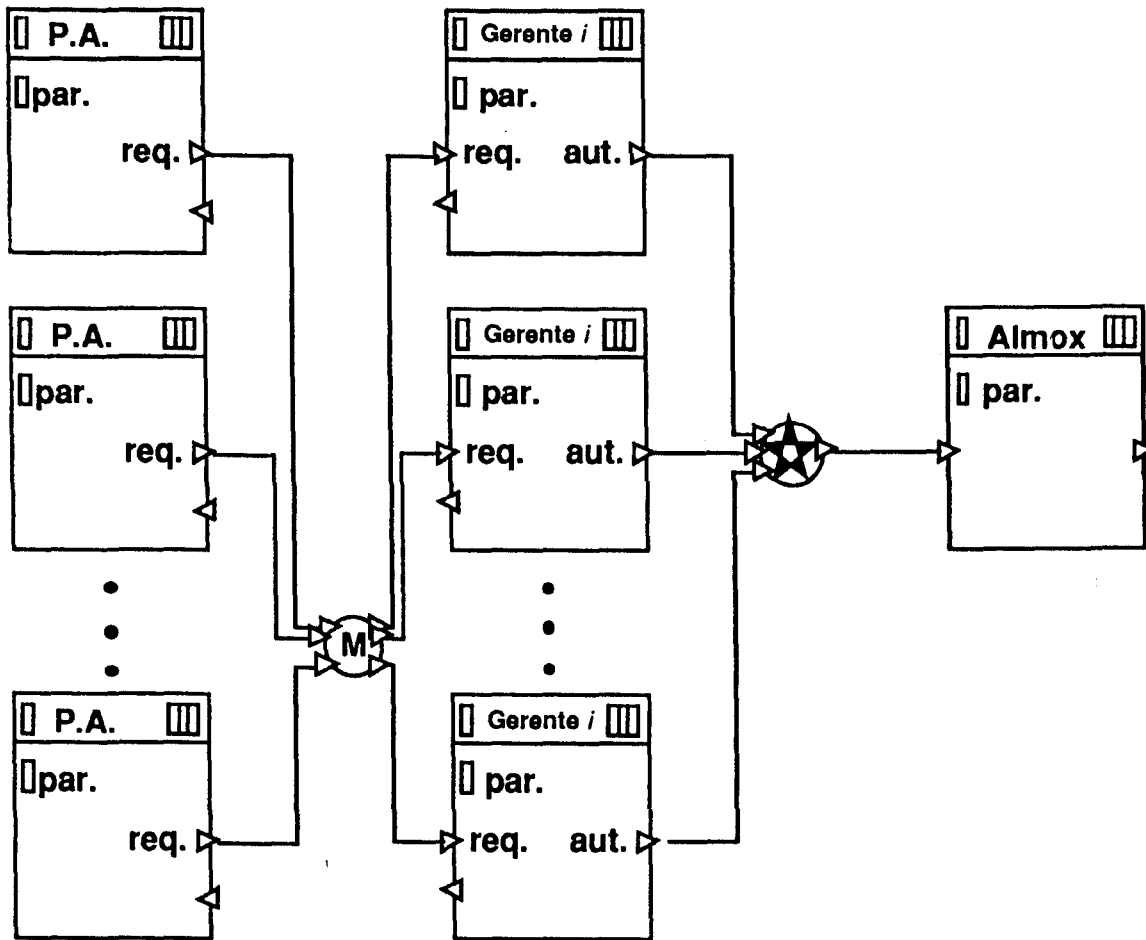 P.A.
par.
req.
Gerente i
par.
req. aut.
P.A.
par.
req.
Gerente i
par.
req. aut.
Almox
par.
M
P.A.
par.
req.
Gerente i
par.
req. aut.